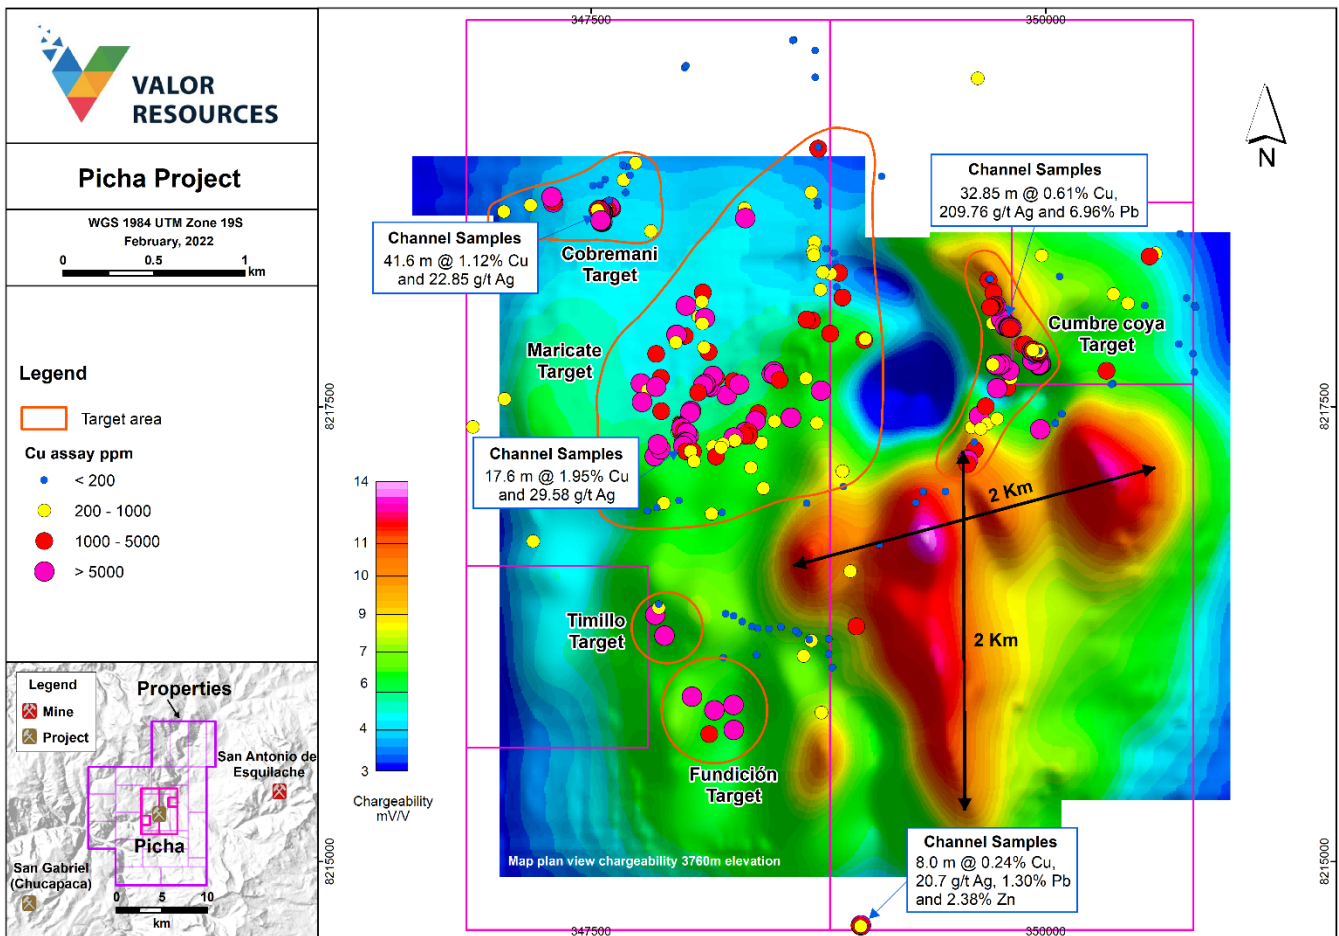 VALOR
RESOURCES
Picha Project
WGS 1984 UTM Zone 19S
February, 2022
0 0.5 1
km
Legend
Target area
Cu assay ppm
< 200
200 - 1000
1000 - 5000
> 5000
Legend
Mine
Project
Properties
San Antonio de
Esquilache
Picha
San Gabriel
(Chucapaca)
0 5 10
km
347500
350000
N
Channel Samples
32.85 m @ 0.61% Cu,
209.76 g/t Ag and 6.96% Pb
Channel Samples
41.6 m @ 1.12% Cu
and 22.85 g/t Ag
Cobremani
Target
Maricate
Target
Cumbre coya
Target
8217500
8217500
Channel Samples
17.6 m @ 1.95% Cu
and 29.58 g/t Ag
14
11
10
9
7
6
4
3
Chargeability
mV/V
2 Km
2 Km
Timillo
Target
Fundición
Target
Map plan view chargeability 3760m elevation
Channel Samples
8.0 m @ 0.24% Cu,
20.7 g/t Ag, 1.30% Pb
and 2.38% Zn
8215000
8215000
347500
350000